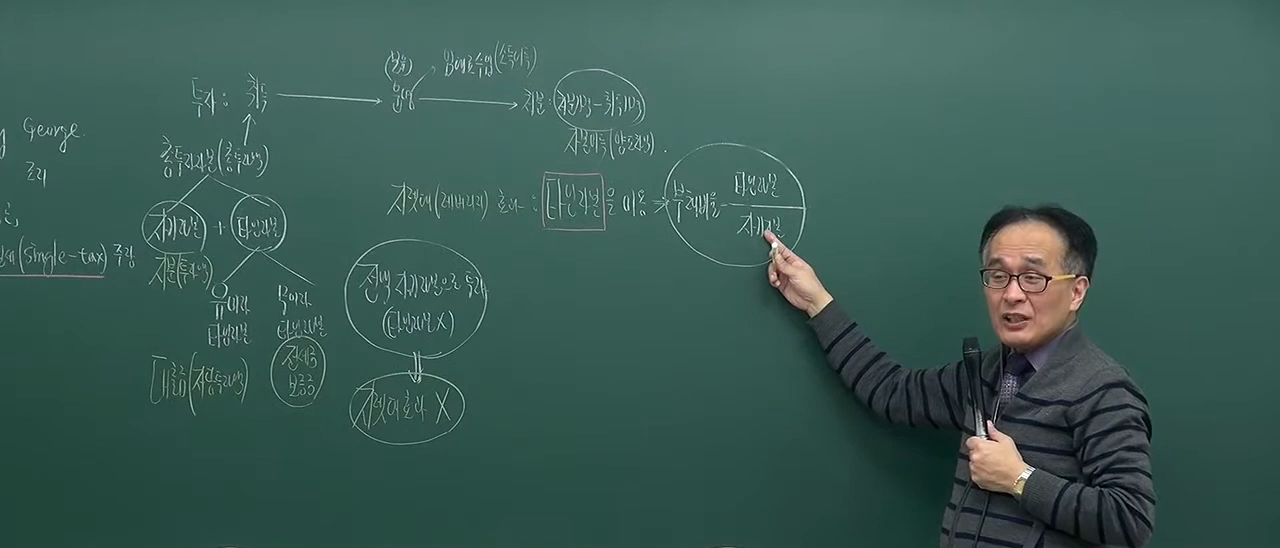 George.
투자 : 취득
(보유)
운영
임대료수입(소득이득)
처분 : 처분가액 - 취득가액
자본이득(양도차익).
총투자자본(총투자액)
자기자본 + 타인자본
지분(투자액)
유이자
타인자본
무이자
타인자본
대출금(저당투자액)
전세금
보증금
(single-tax) 주장
지렛대(레버리지) 효과 : 타인자본을 이용 ⇒ 부채비율 = 타인자본
자기자본
전액 자기자본으로 투자
(타인자본X)
지렛대효과 X